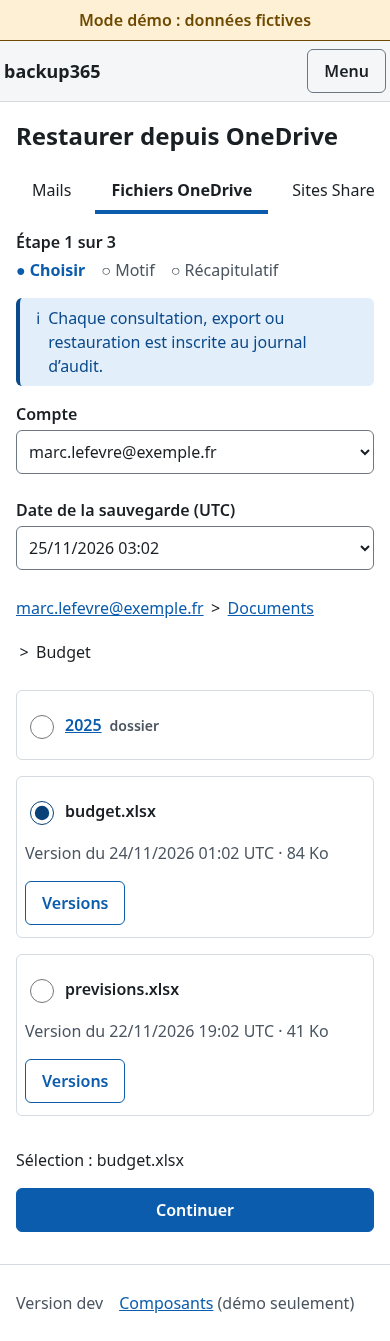 Mode démo : données fictives
backup365
Menu
Restaurer depuis OneDrive
Mails Fichiers OneDrive Sites Share
Étape 1 sur 3
● Choisir ○ Motif ○ Récapitulatif
i Chaque consultation, export ou
restauration est inscrite au journal
d’audit.
Compte
marc.lefevre@exemple.fr
Date de la sauvegarde (UTC)
25/11/2026 03:02
marc.lefevre@exemple.fr > Documents
> Budget
2025 dossier
budget.xlsx
Version du 24/11/2026 01:02 UTC · 84 Ko
Versions
previsions.xlsx
Version du 22/11/2026 19:02 UTC · 41 Ko
Versions
Sélection : budget.xlsx
Continuer
Version dev Composants (démo seulement)